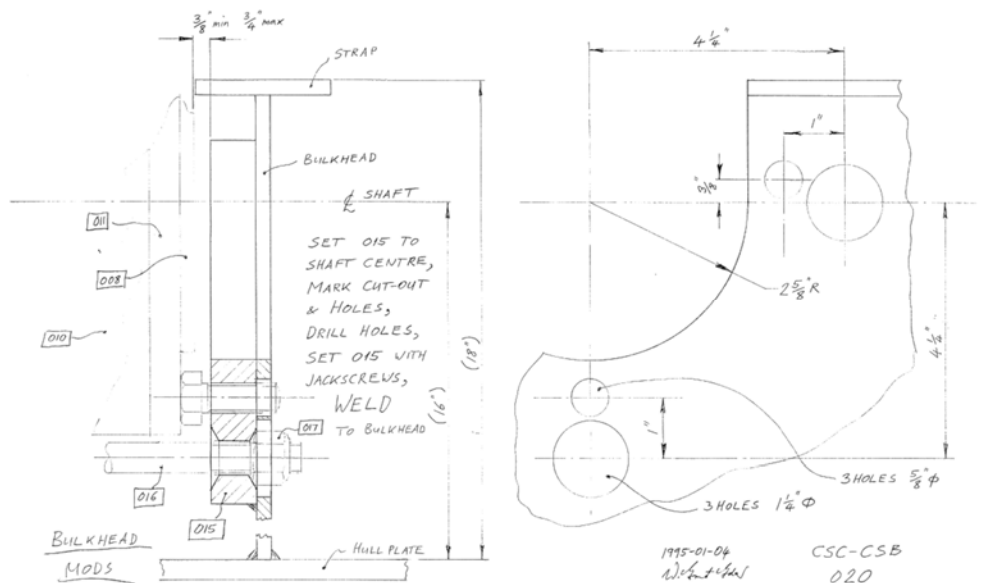 3/8" min 3/4" max
STRAP
BULKHEAD
℄ SHAFT
011
008
010
SET 015 TO
SHAFT CENTRE,
MARK CUT-OUT
& HOLES,
DRILL HOLES,
SET 015 WITH
JACKSCREWS,
WELD
TO BULKHEAD
017
016
015
(16")
(18")
HULL PLATE
BULKHEAD
MODS
4 1/4"
1"
3/8"
2 5/8" R
4 1/4"
1"
3 HOLES 5/8" Φ
3 HOLES 1 1/4" Φ
1995-01-04
CSC-CSB
020